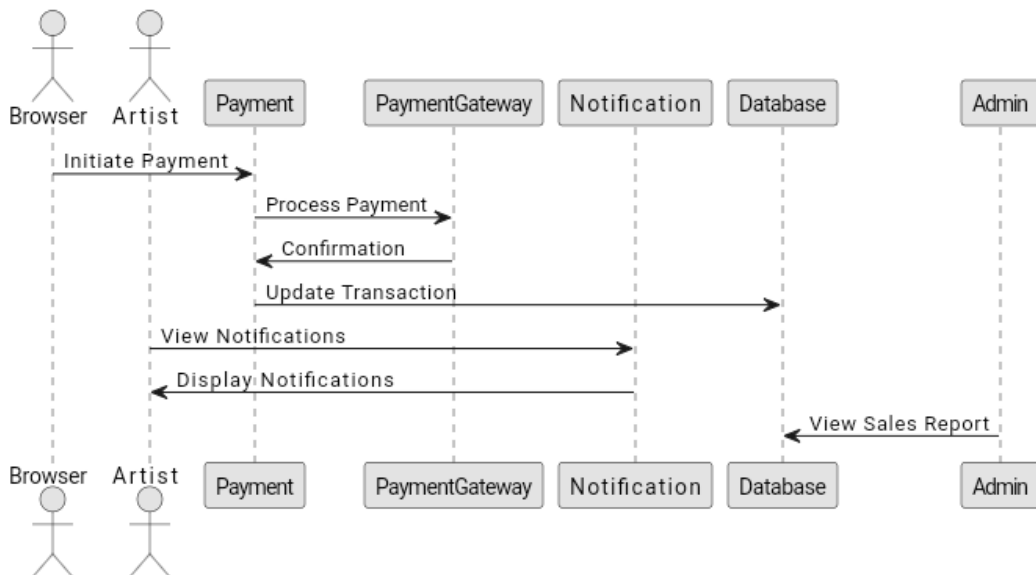 Browser Artist Payment PaymentGateway Notification Database Admin
Initiate Payment
Process Payment
Confirmation
Update Transaction
View Notifications
Display Notifications
View Sales Report
Browser Artist Payment PaymentGateway Notification Database Admin